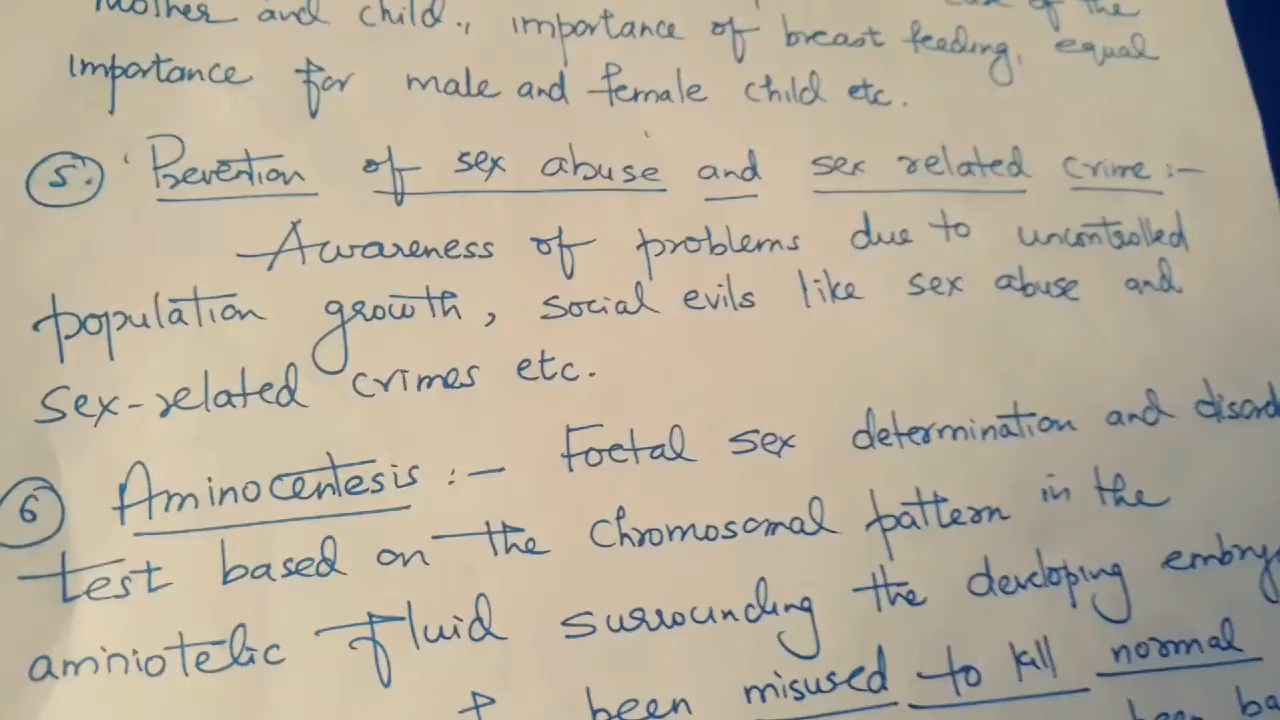 mother and child., importance of breast feeding, equal
importance for male and female child etc.
5. Prevention of sex abuse and sex related crime :-
Awareness of problems due to uncontrolled
population growth, social evils like sex abuse and
sex-related crimes etc.
6 Aminocentesis :- Foetal sex determination and
test based on the chromosomal pattern in the
aminiotelic fluid surrounding the developing
been misused to kill normal